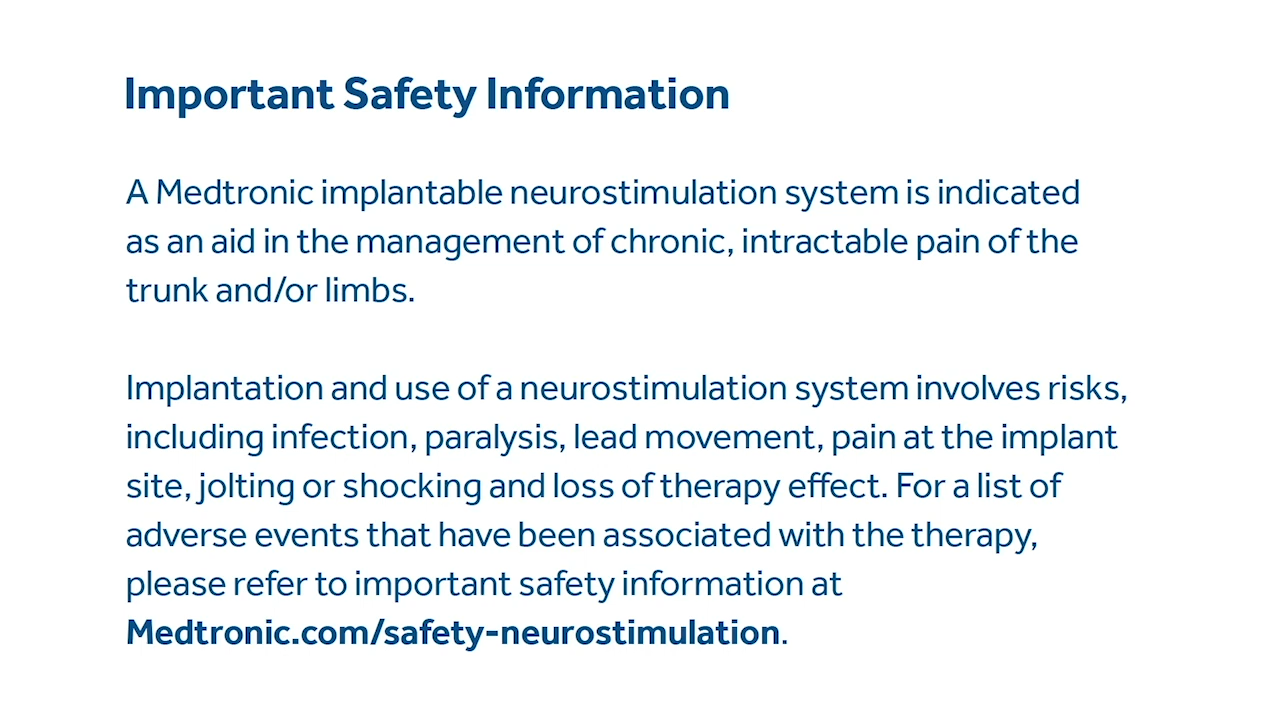 Important Safety Information
A Medtronic implantable neurostimulation system is indicated
as an aid in the management of chronic, intractable pain of the
trunk and/or limbs.
Implantation and use of a neurostimulation system involves risks,
including infection, paralysis, lead movement, pain at the implant
site, jolting or shocking and loss of therapy effect. For a list of
adverse events that have been associated with the therapy,
please refer to important safety information at
Medtronic.com/safety-neurostimulation.